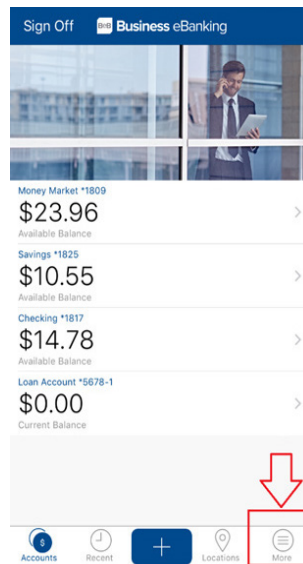 Sign Off
BeB Business eBanking
Money Market *1809
$23.96
Available Balance
Savings *1825
$10.55
Available Balance
Checking *1817
$14.78
Available Balance
Loan Account *5678-1
$0.00
Current Balance
$
Accounts
Recent
+
Locations
More